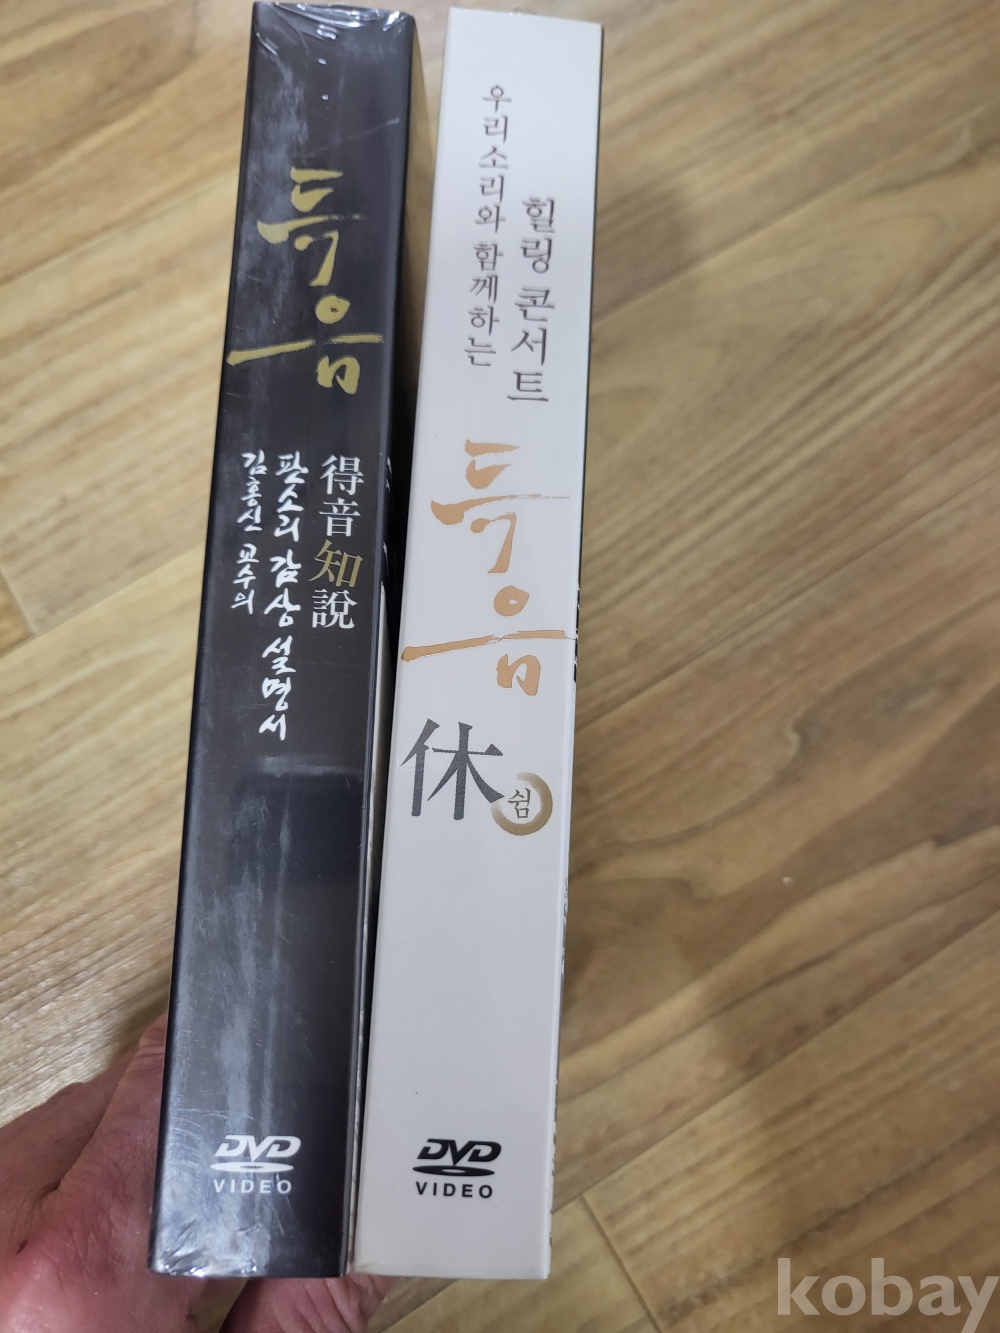 득음
得音知說
판소리 감상 설명서
김홍신 교수의
DVD
VIDEO
우리소리와 함께하는
힐링 콘서트
득음
休
쉼
DVD
VIDEO
kobay